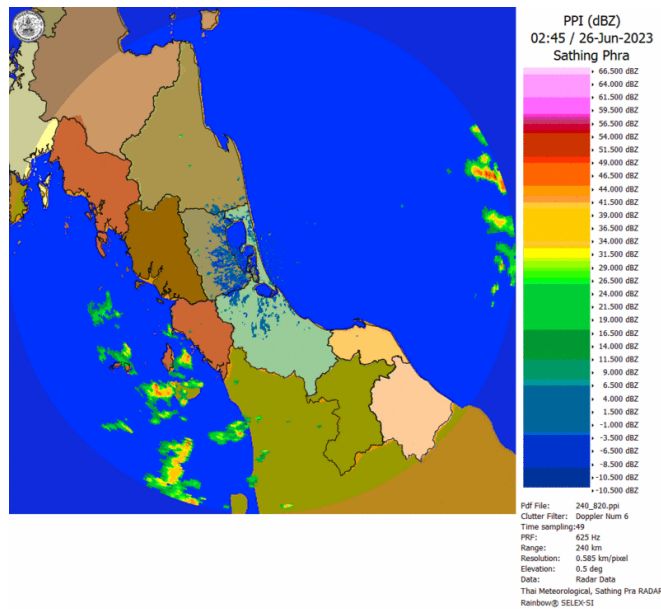 PPI (dBZ)
02:45 / 26-Jun-2023
Sathing Phra
66.500 dBZ
64.000 dBZ
61.500 dBZ
59.500 dBZ
56.500 dBZ
54.000 dBZ
51.500 dBZ
49.000 dBZ
46.500 dBZ
44.000 dBZ
41.500 dBZ
39.000 dBZ
36.500 dBZ
34.000 dBZ
31.500 dBZ
29.000 dBZ
26.500 dBZ
24.000 dBZ
21.500 dBZ
19.000 dBZ
16.500 dBZ
14.000 dBZ
11.500 dBZ
9.000 dBZ
6.500 dBZ
4.000 dBZ
1.500 dBZ
-1.000 dBZ
-3.500 dBZ
-6.500 dBZ
-8.500 dBZ
-10.500 dBZ
-10.500 dBZ
Pdf File: 240_820.ppi
Clutter Filter: Doppler Num 6
Time sampling:49
PRF: 625 Hz
Range: 240 km
Resolution: 0.585 km/pixel
Elevation: 0.5 deg
Data: Radar Data
Thai Meteorological, Sathing Pra RADAR
Rainbow® SELEX-SI